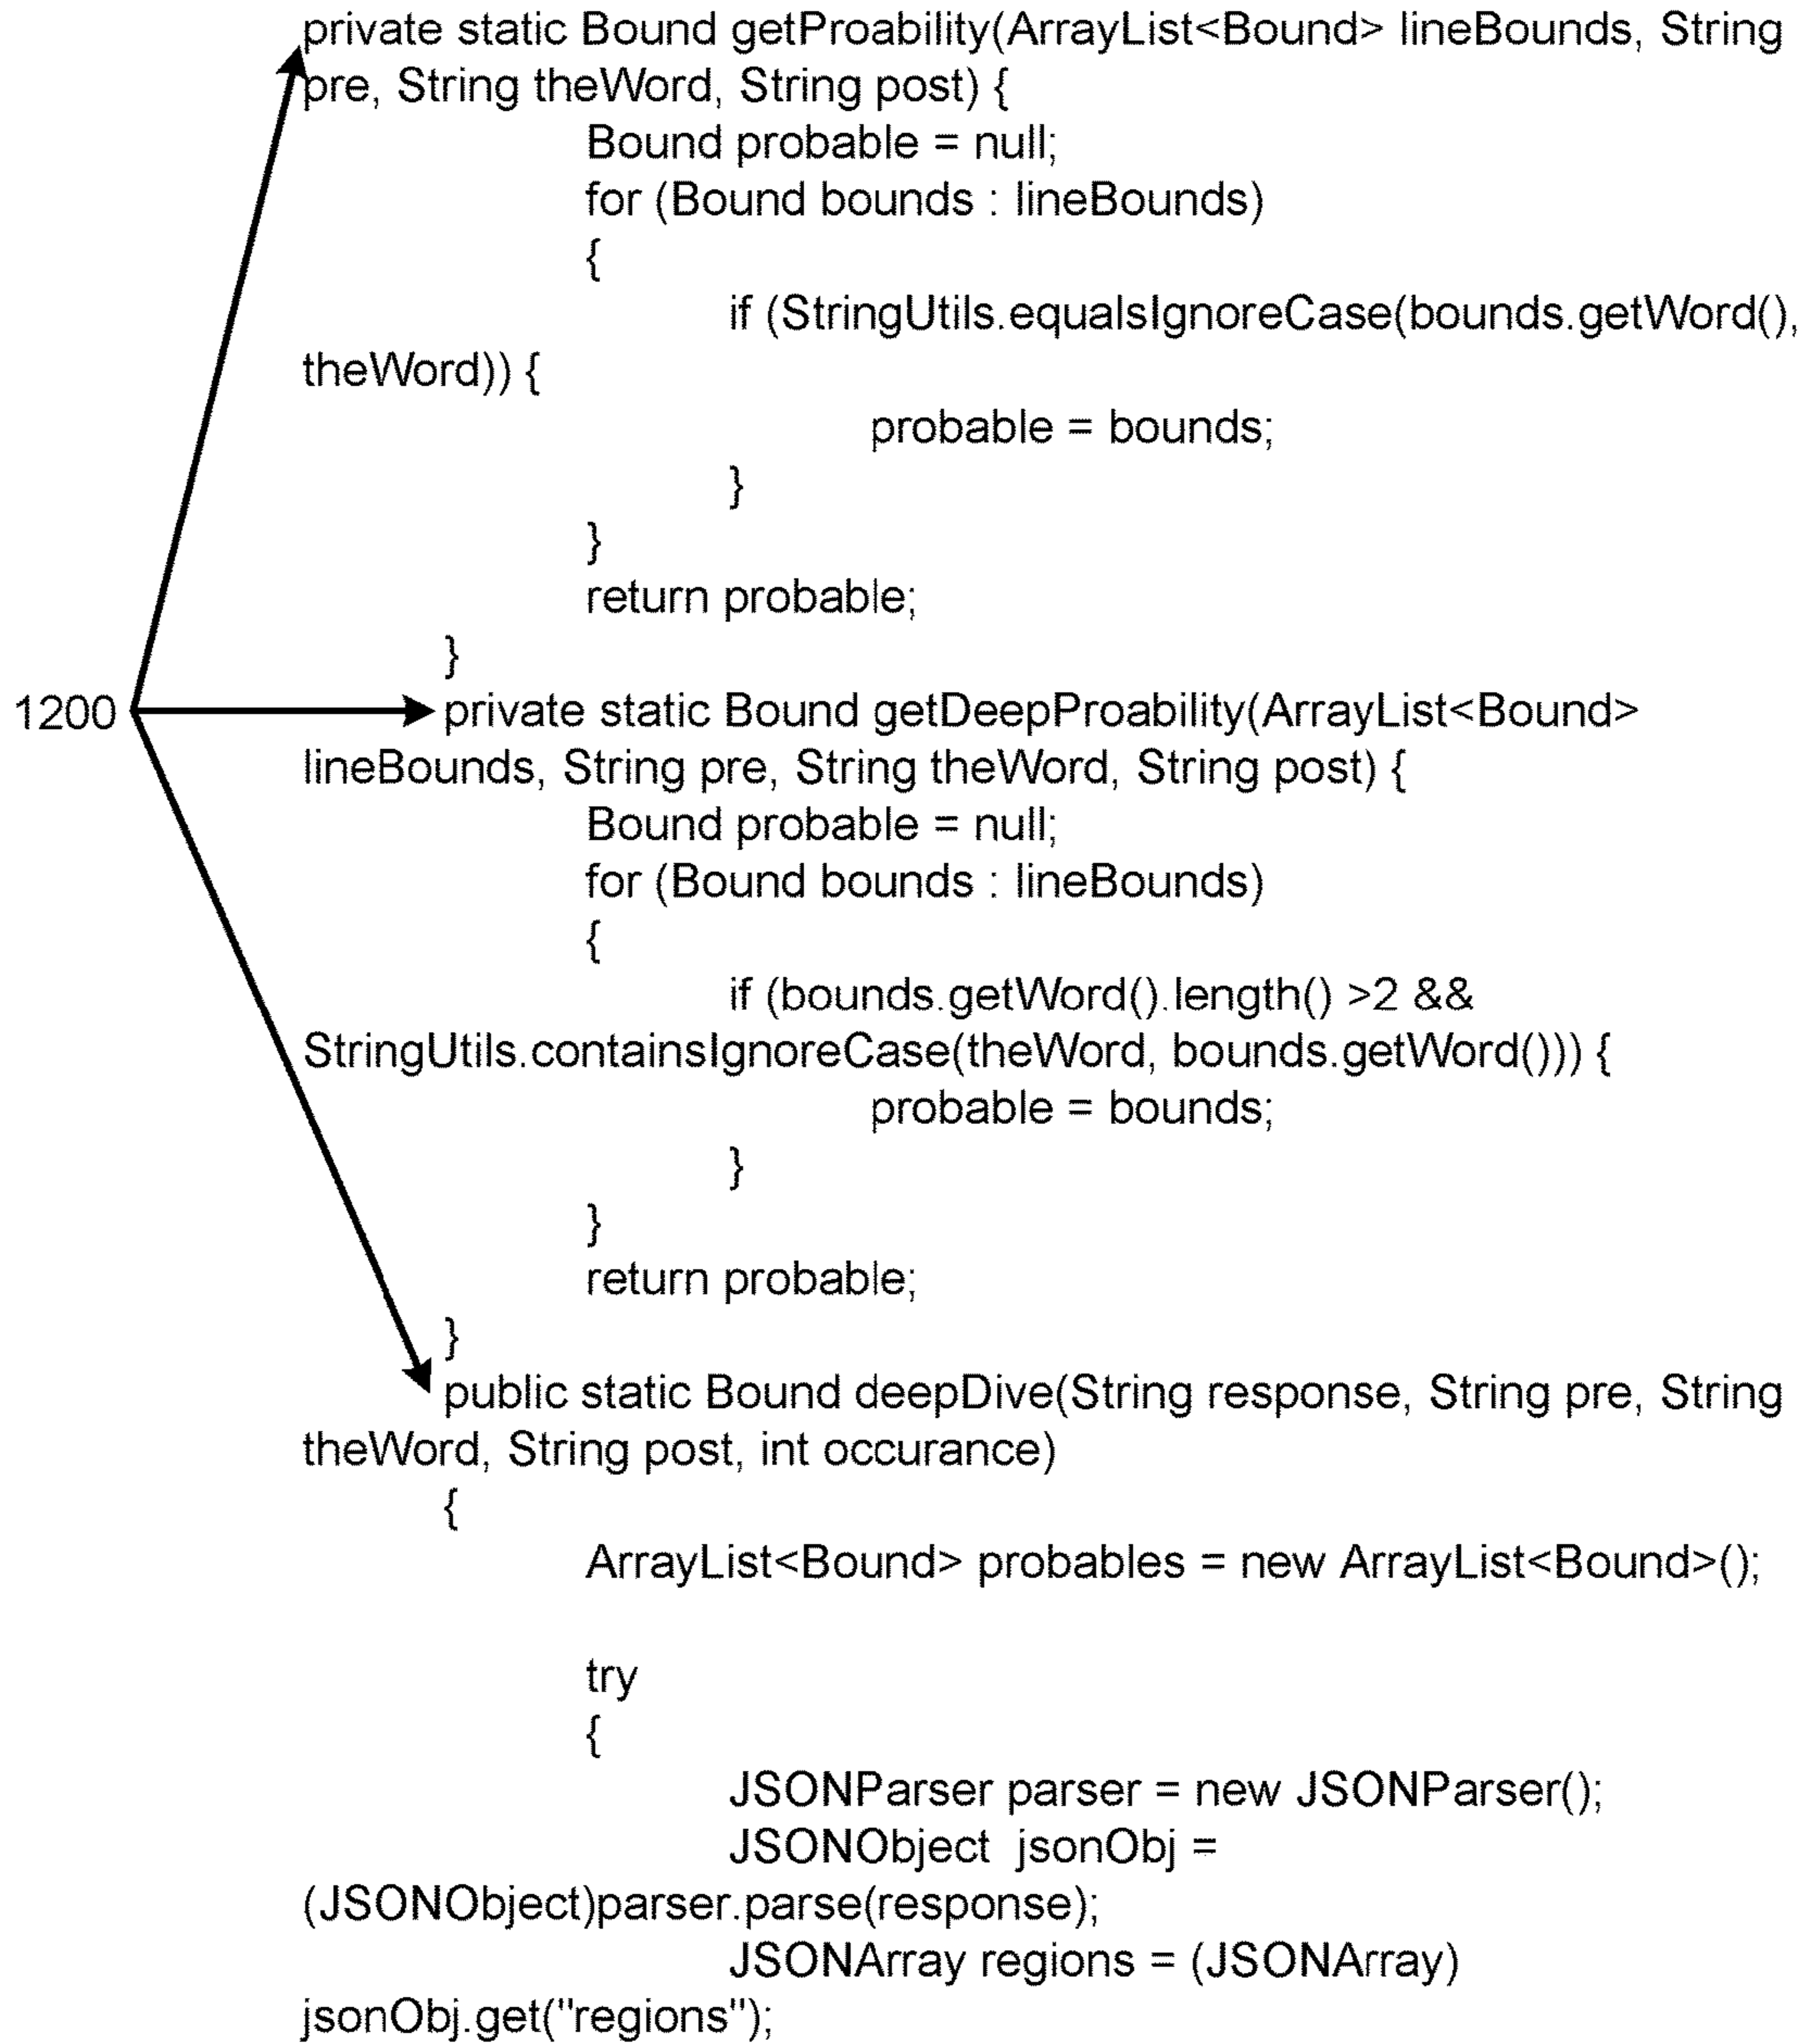 private static Bound getProability(ArrayList<Bound> lineBounds, String
pre, String theWord, String post) {
Bound probable = null;
for (Bound bounds : lineBounds)
{
if (StringUtils.equalsIgnoreCase(bounds.getWord(),
theWord)) {
probable = bounds;
}
}
return probable;
}
1200
private static Bound getDeepProability(ArrayList<Bound>
lineBounds, String pre, String theWord, String post) {
Bound probable = null;
for (Bound bounds : lineBounds)
{
if (bounds.getWord().length() >2 &&
StringUtils.containsIgnoreCase(theWord, bounds.getWord())) {
probable = bounds;
}
}
return probable;
}
public static Bound deepDive(String response, String pre, String
theWord, String post, int occurance)
{
ArrayList<Bound> probables = new ArrayList<Bound>();
try
{
JSONParser parser = new JSONParser();
JSONObject jsonObj =
(JSONObject)parser.parse(response);
JSONArray regions = (JSONArray)
jsonObj.get("regions");